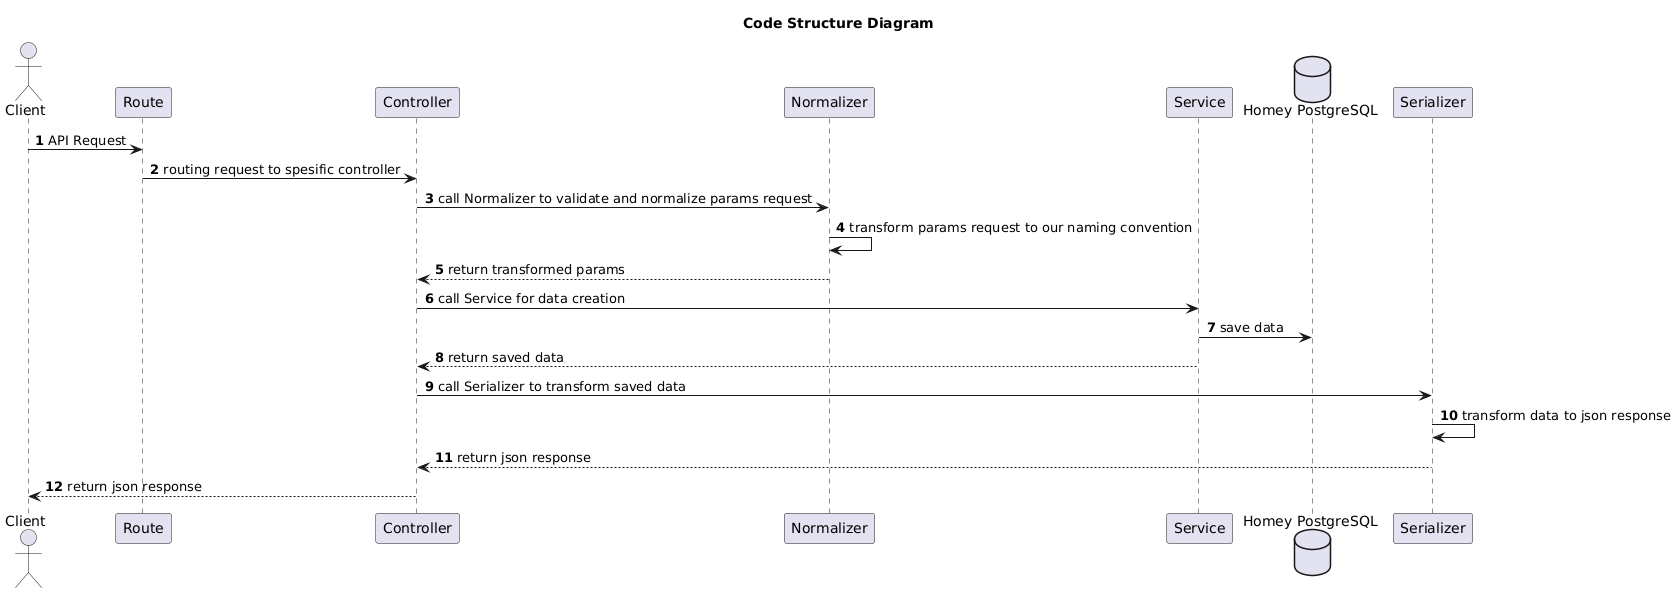 Code Structure Diagram
Client
Route
Controller
Normalizer
Service
Homey PostgreSQL
Serializer
1 API Request
2 routing request to spesific controller
3 call Normalizer to validate and normalize params request
4 transform params request to our naming convention
5 return transformed params
6 call Service for data creation
7 save data
8 return saved data
9 call Serializer to transform saved data
10 transform data to json response
11 return json response
12 return json response
Client
Route
Controller
Normalizer
Service
Homey PostgreSQL
Serializer